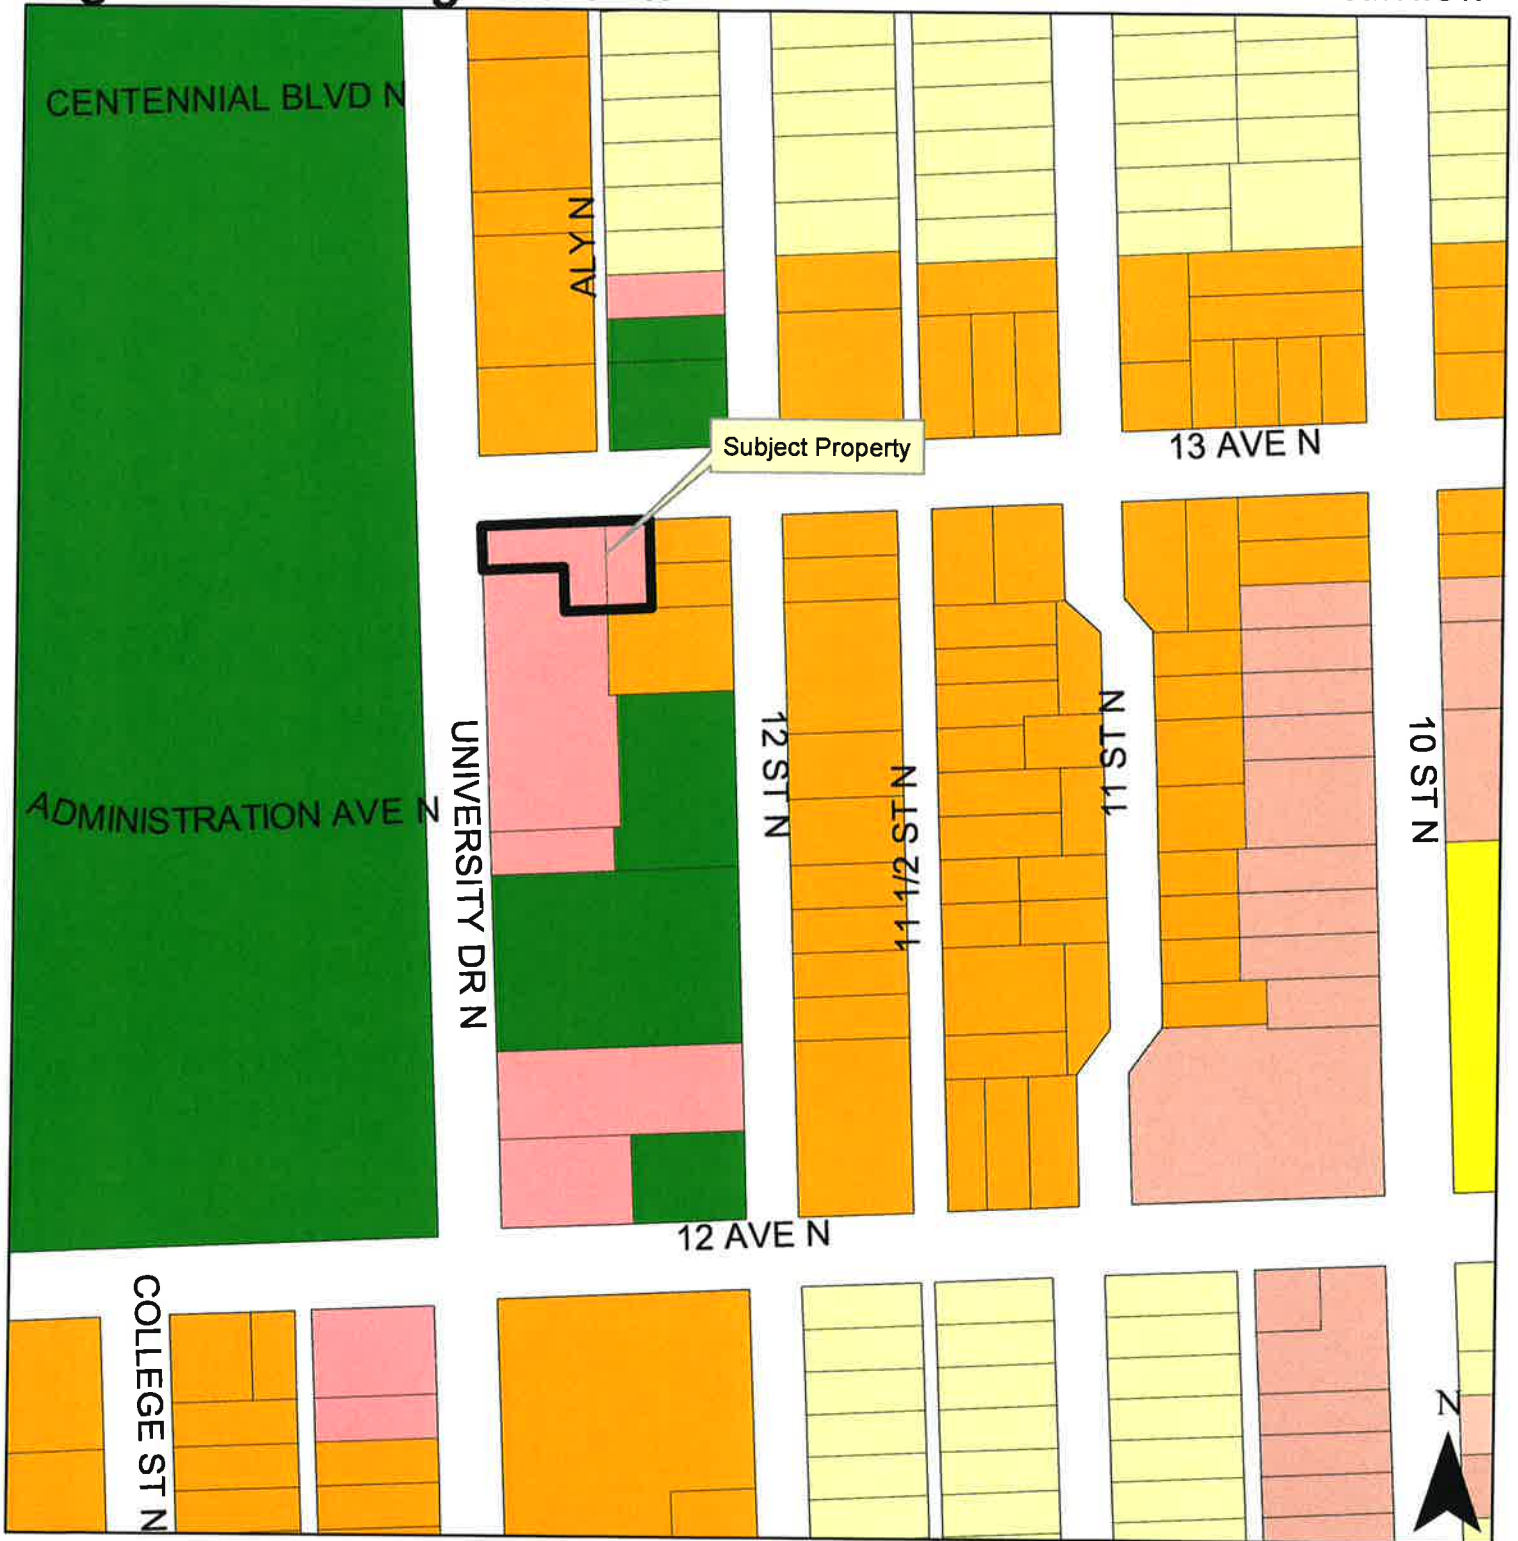 CENTENNIAL BLVD N
ALY N
Subject Property
13 AVE N
UNIVERSITY DR N
12 ST N
11 1/2 ST N
11 ST N
10 ST N
ADMINISTRATION AVE N
12 AVE N
COLLEGE ST N
N